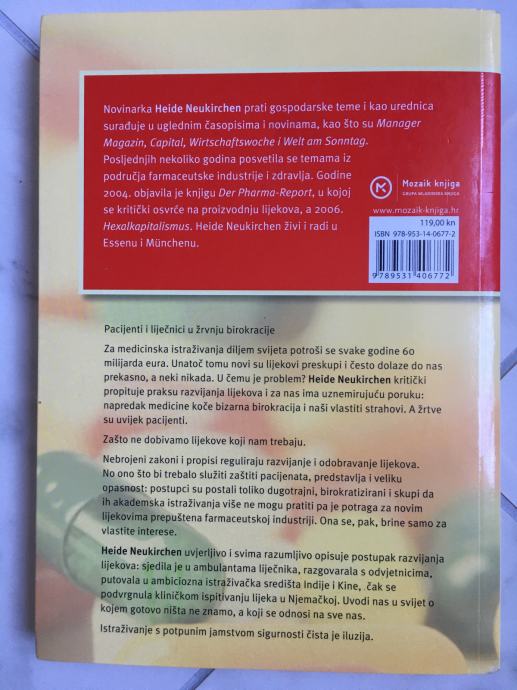 Novinarka Heide Neukirchen prati gospodarske teme i kao urednica
surađuje u uglednim časopisima i novinama, kao što su Manager
Magazin, Capital, Wirtschaftswoche i Welt am Sonntag.
Posljednjih nekoliko godina posvetila se temama iz
područja farmaceutske industrije i zdravlja. Godine
2004. objavila je knjigu Der Pharma-Report, u kojoj
se kritički osvrće na proizvodnju lijekova, a 2006.
Hexalkapitalismus. Heide Neukirchen živi i radi u
Essenu i Münchenu.
Mozaik knjiga
GRUPA MLADINSKA KNJIGA
www.mozaik-knjiga.hr
119,00 kn
ISBN 978-953-14-0677-2
9 789531 406772
Pacijenti i liječnici u žrvnju birokracije
Za medicinska istraživanja diljem svijeta potroši se svake godine 60
milijarda eura. Unatoč tomu novi su lijekovi preskupi i često dolaze do nas
prekasno, a neki nikada. U čemu je problem? Heide Neukirchen kritički
propituje praksu razvijanja lijekova i za nas ima uznemirujuću poruku:
napredak medicine koče bizarna birokracija i naši vlastiti strahovi. A žrtve
su uvijek pacijenti.
Zašto ne dobivamo lijekove koji nam trebaju.
Nebrojeni zakoni i propisi reguliraju razvijanje i odobravanje lijekova.
No ono što bi trebalo služiti zaštiti pacijenata, predstavlja i veliku
opasnost: postupci su postali toliko dugotrajni, birokratizirani i skupi da
ih akademska istraživanja više ne mogu pratiti pa je potraga za novim
lijekovima prepuštena farmaceutskoj industriji. Ona se, pak, brine samo za
vlastite interese.
Heide Neukirchen uvjerljivo i svima razumljivo opisuje postupak razvijanja
lijekova: sjedila je u ambulantama liječnika, razgovarala s odvjetnicima,
putovala u ambiciozna istraživačka središta Indije i Kine, čak se
podvrgnula kliničkom ispitivanju lijeka u Njemačkoj. Uvodi nas u svijet o
kojem gotovo ništa ne znamo, a koji se odnosi na sve nas.
Istraživanje s potpunim jamstvom sigurnosti čista je iluzija.